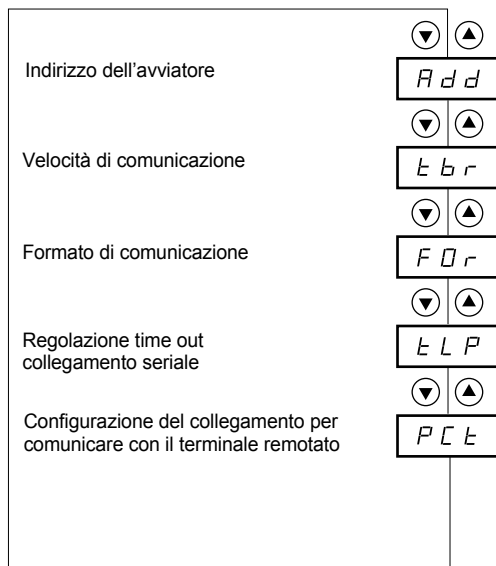 Indirizzo dell'avviatore
Add
Velocità di comunicazione
tbr
Formato di comunicazione
FOr
Regolazione time out
collegamento seriale
tLP
Configurazione del collegamento per
comunicare con il terminale remotato
PCt